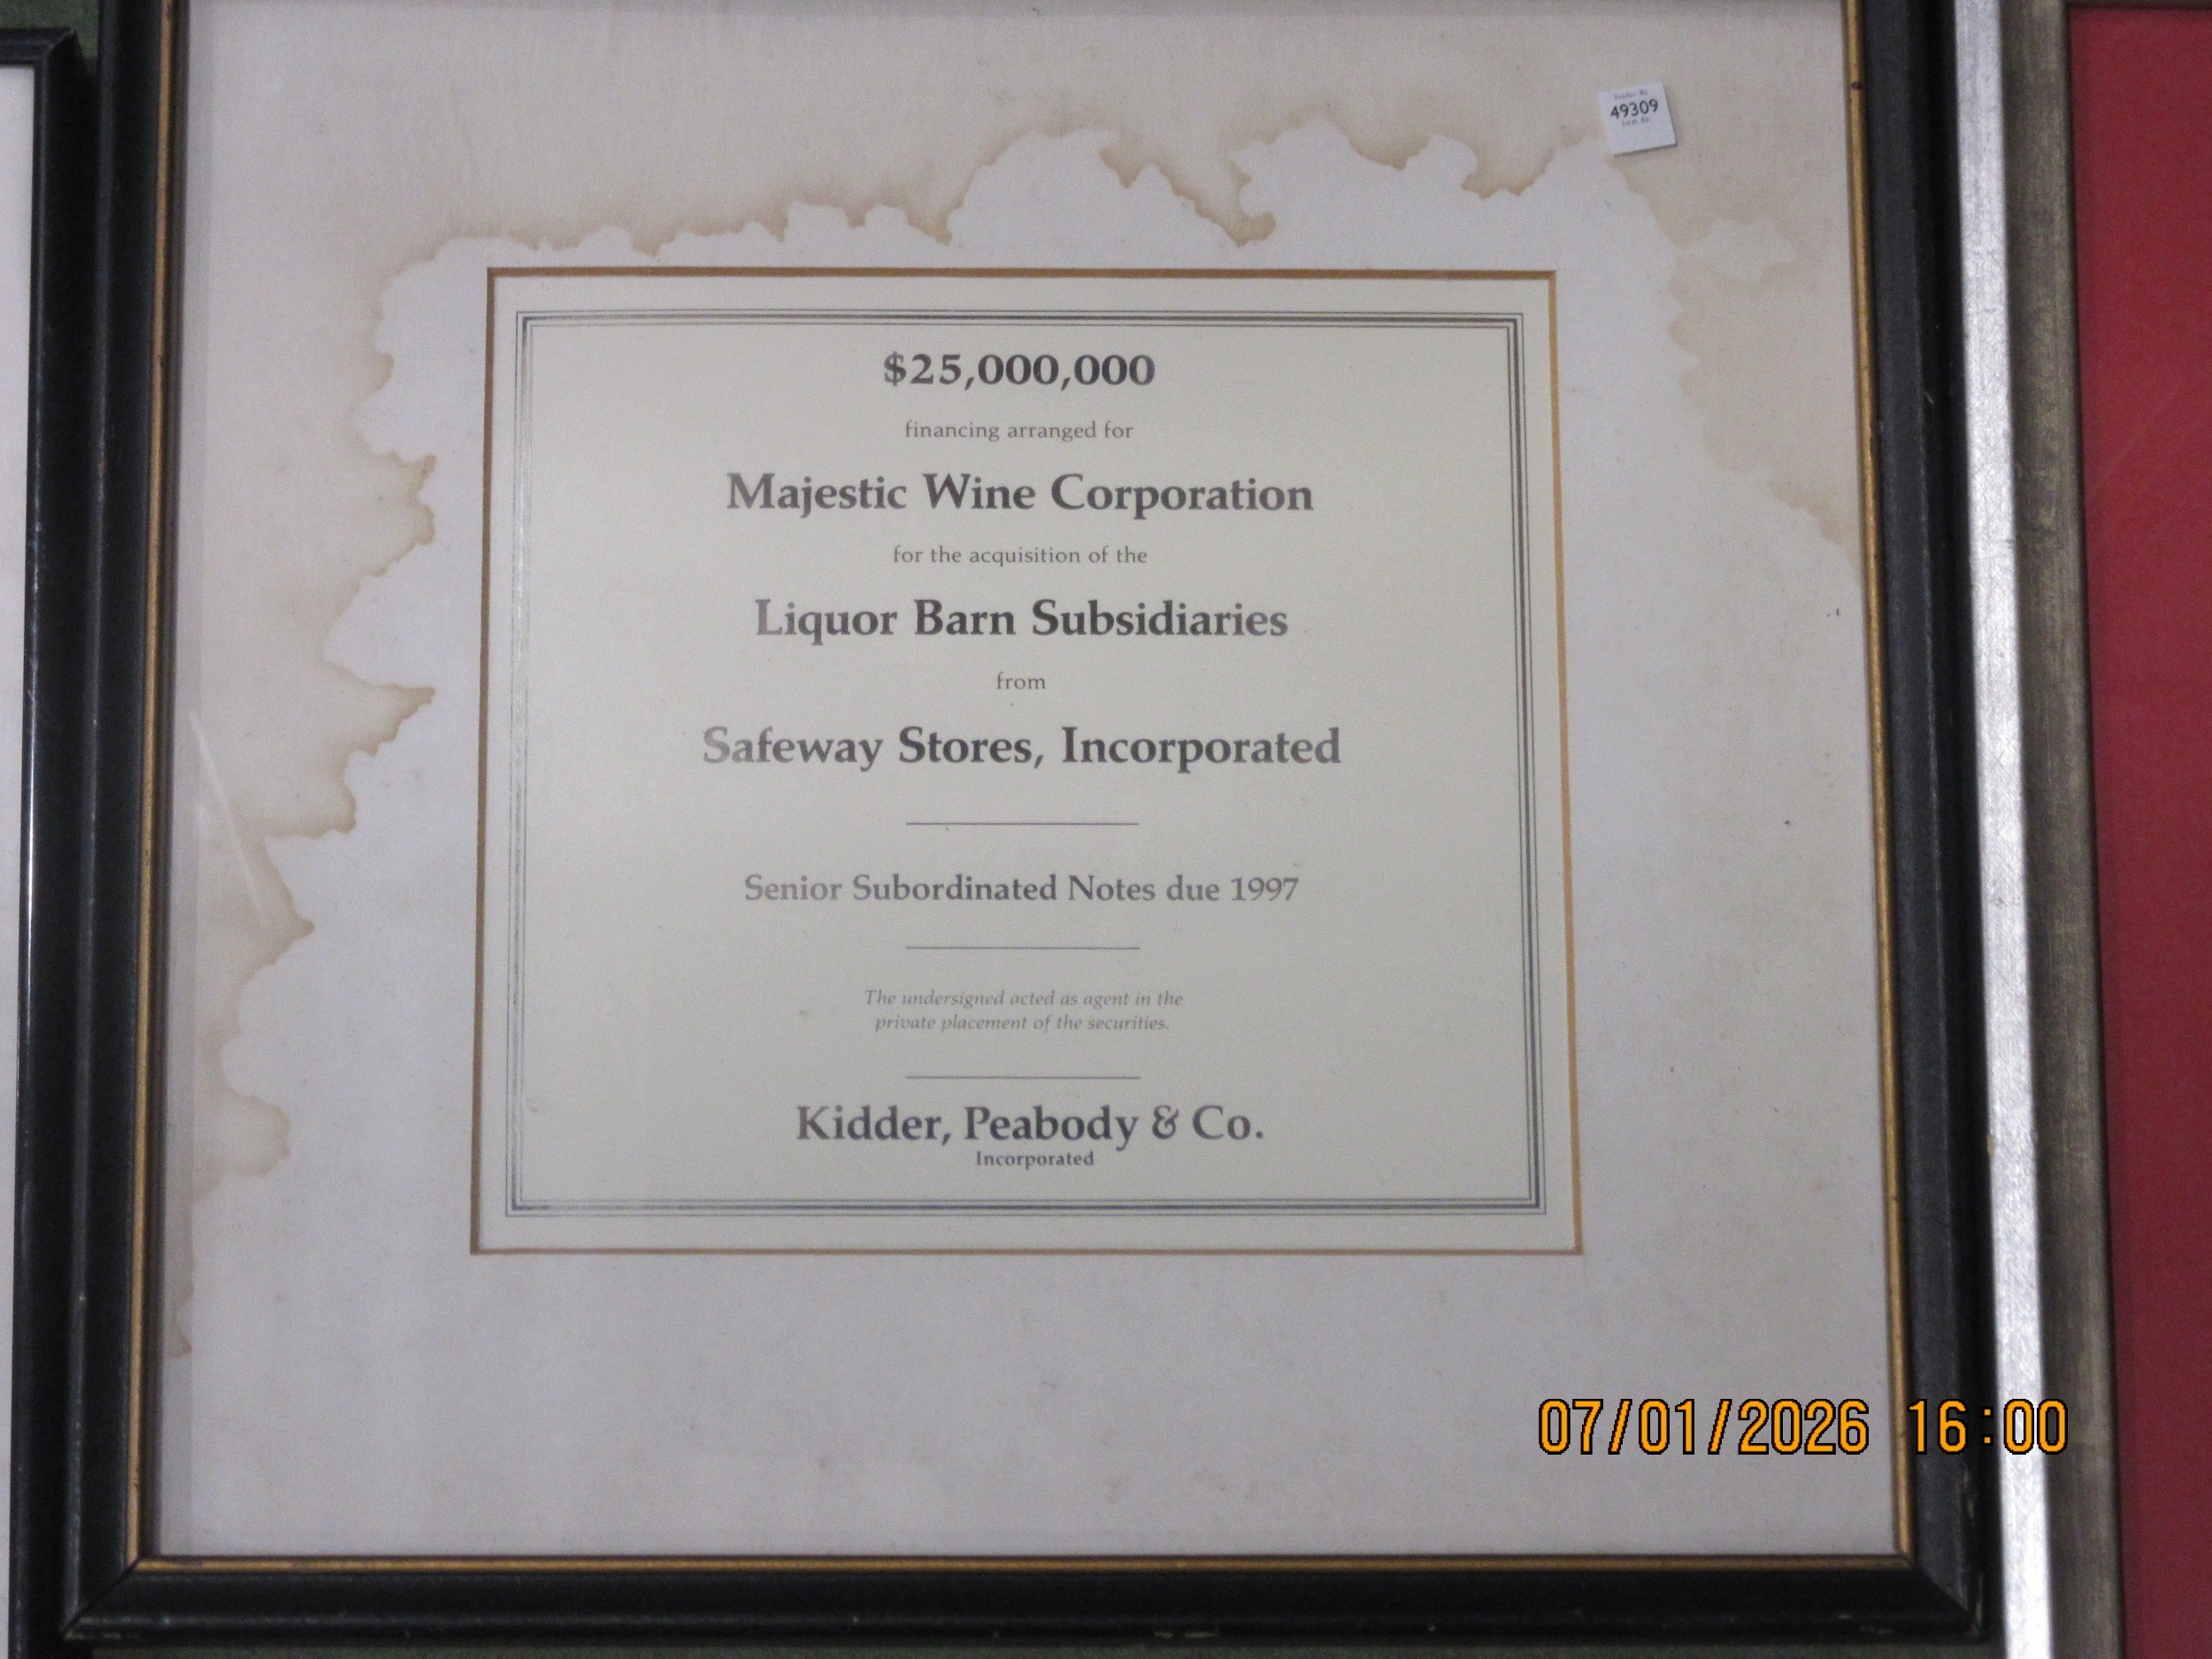 49309
$25,000,000
financing arranged for
Majestic Wine Corporation
for the acquisition of the
Liquor Barn Subsidiaries
from
Safeway Stores, Incorporated
Senior Subordinated Notes due 1997
The undersigned acted as agent in the
private placement of the securities.
Kidder, Peabody & Co.
Incorporated
07/01/2026 16:00